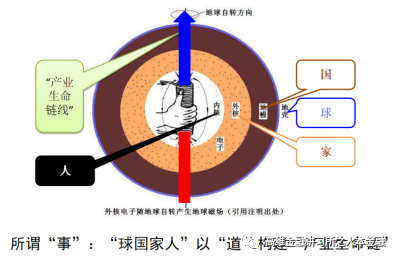 地球自转方向
“产业
生命
链线”
国
内核
外核
地幔
地壳
球
电子
人
家
外核电子随地球自转产生地球磁场(引用注明出处)
所谓“事”:“球国家人”以“道”构建“产业生命链”